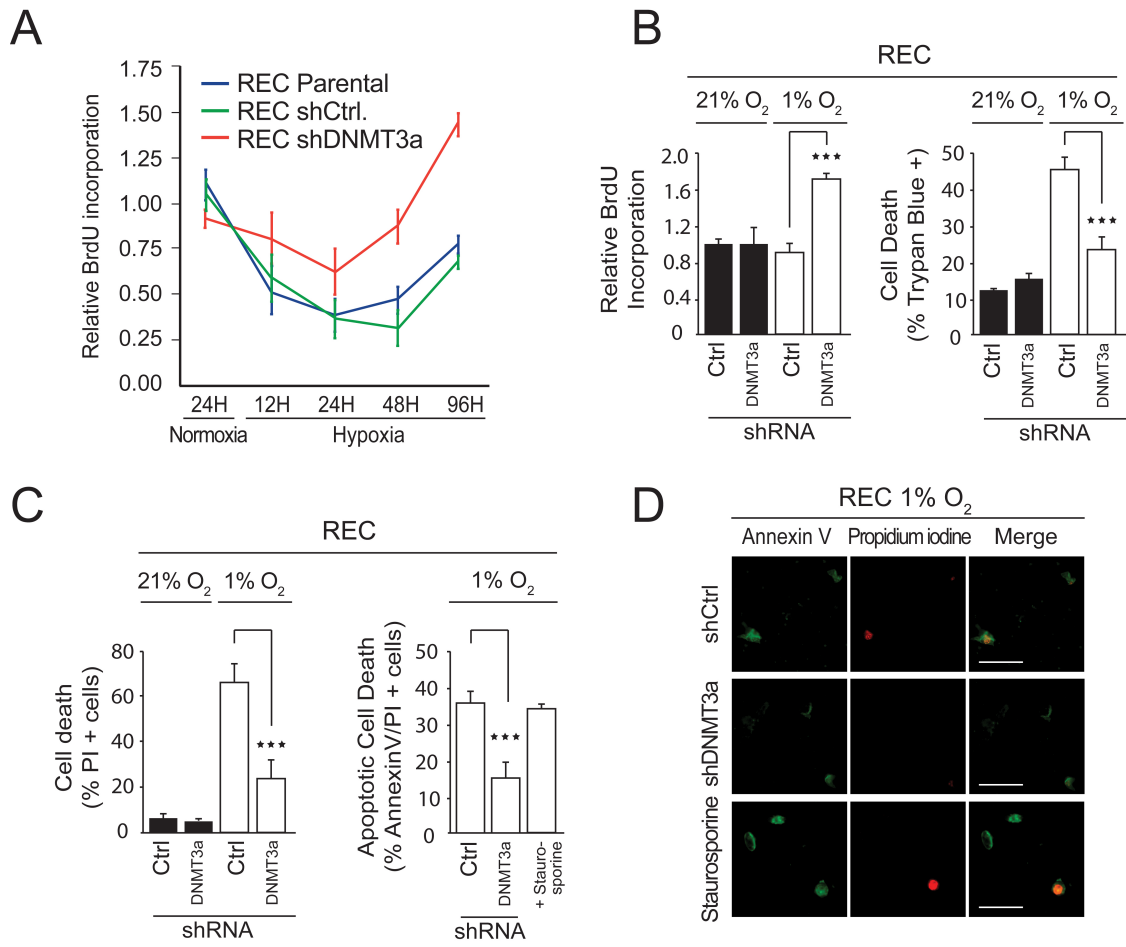 A
1.75
1.50
1.25
1.00
0.75
0.50
0.25
0.00
Relative BrdU incorporation
REC Parental
REC shCtrl.
REC shDNMT3a
24H 12H 24H 48H 96H
Normoxia Hypoxia
B
REC
21% O2 1% O2
21% O2 1% O2
Relative BrdU
Incorporation
2.0
1.6
1.2
0.8
0.4
0
★★★
Ctrl DNMT3a Ctrl DNMT3a
shRNA
Cell Death
(% Trypan Blue +)
50
40
30
20
10
0
★★★
Ctrl DNMT3a Ctrl DNMT3a
shRNA
C
REC
21% O2 1% O2
1% O2
Cell death
(% PI + cells)
80
60
40
20
0
★★★
Ctrl DNMT3a Ctrl DNMT3a
shRNA
Apoptotic Cell Death
(% AnnexinV/PI + cells)
50
40
30
20
10
0
★★★
Ctrl DNMT3a + Stauro-
sporine
shRNA
D
REC 1% O2
Annexin V Propidium iodine Merge
shCtrl
shDNMT3a
Staurosporine